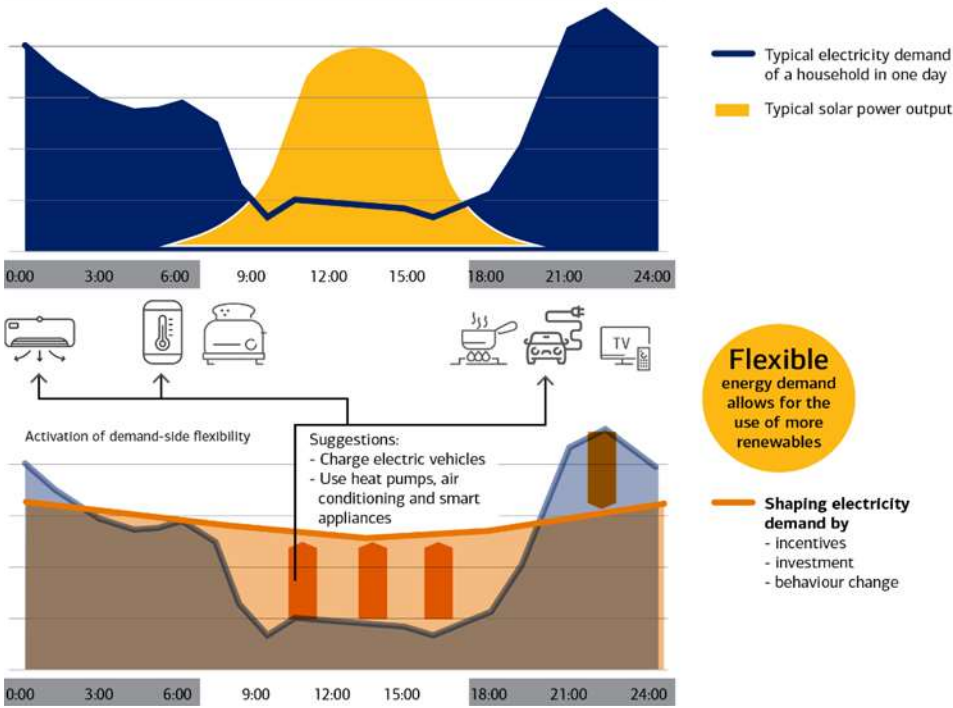 Typical electricity demand
of a household in one day
Typical solar power output
0:00 3:00 6:00 9:00 12:00 15:00 18:00 21:00 24:00
TV
Flexible
energy demand
allows for the
use of more
renewables
Activation of demand-side flexibility
Suggestions:
- Charge electric vehicles
- Use heat pumps, air
conditioning and smart
appliances
Shaping electricity
demand by
- incentives
- investment
- behaviour change
0:00 3:00 6:00 9:00 12:00 15:00 18:00 21:00 24:00